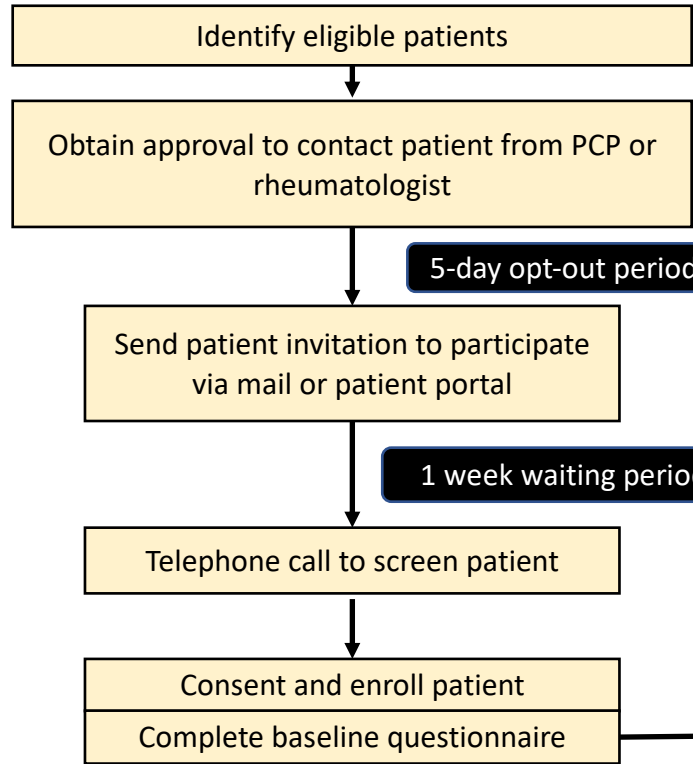 Identify eligible patients
Obtain approval to contact patient from PCP or
rheumatologist
5-day opt-out period
Send patient invitation to participate
via mail or patient portal
1 week waiting period
Telephone call to screen patient
Consent and enroll patient
Complete baseline questionnaire